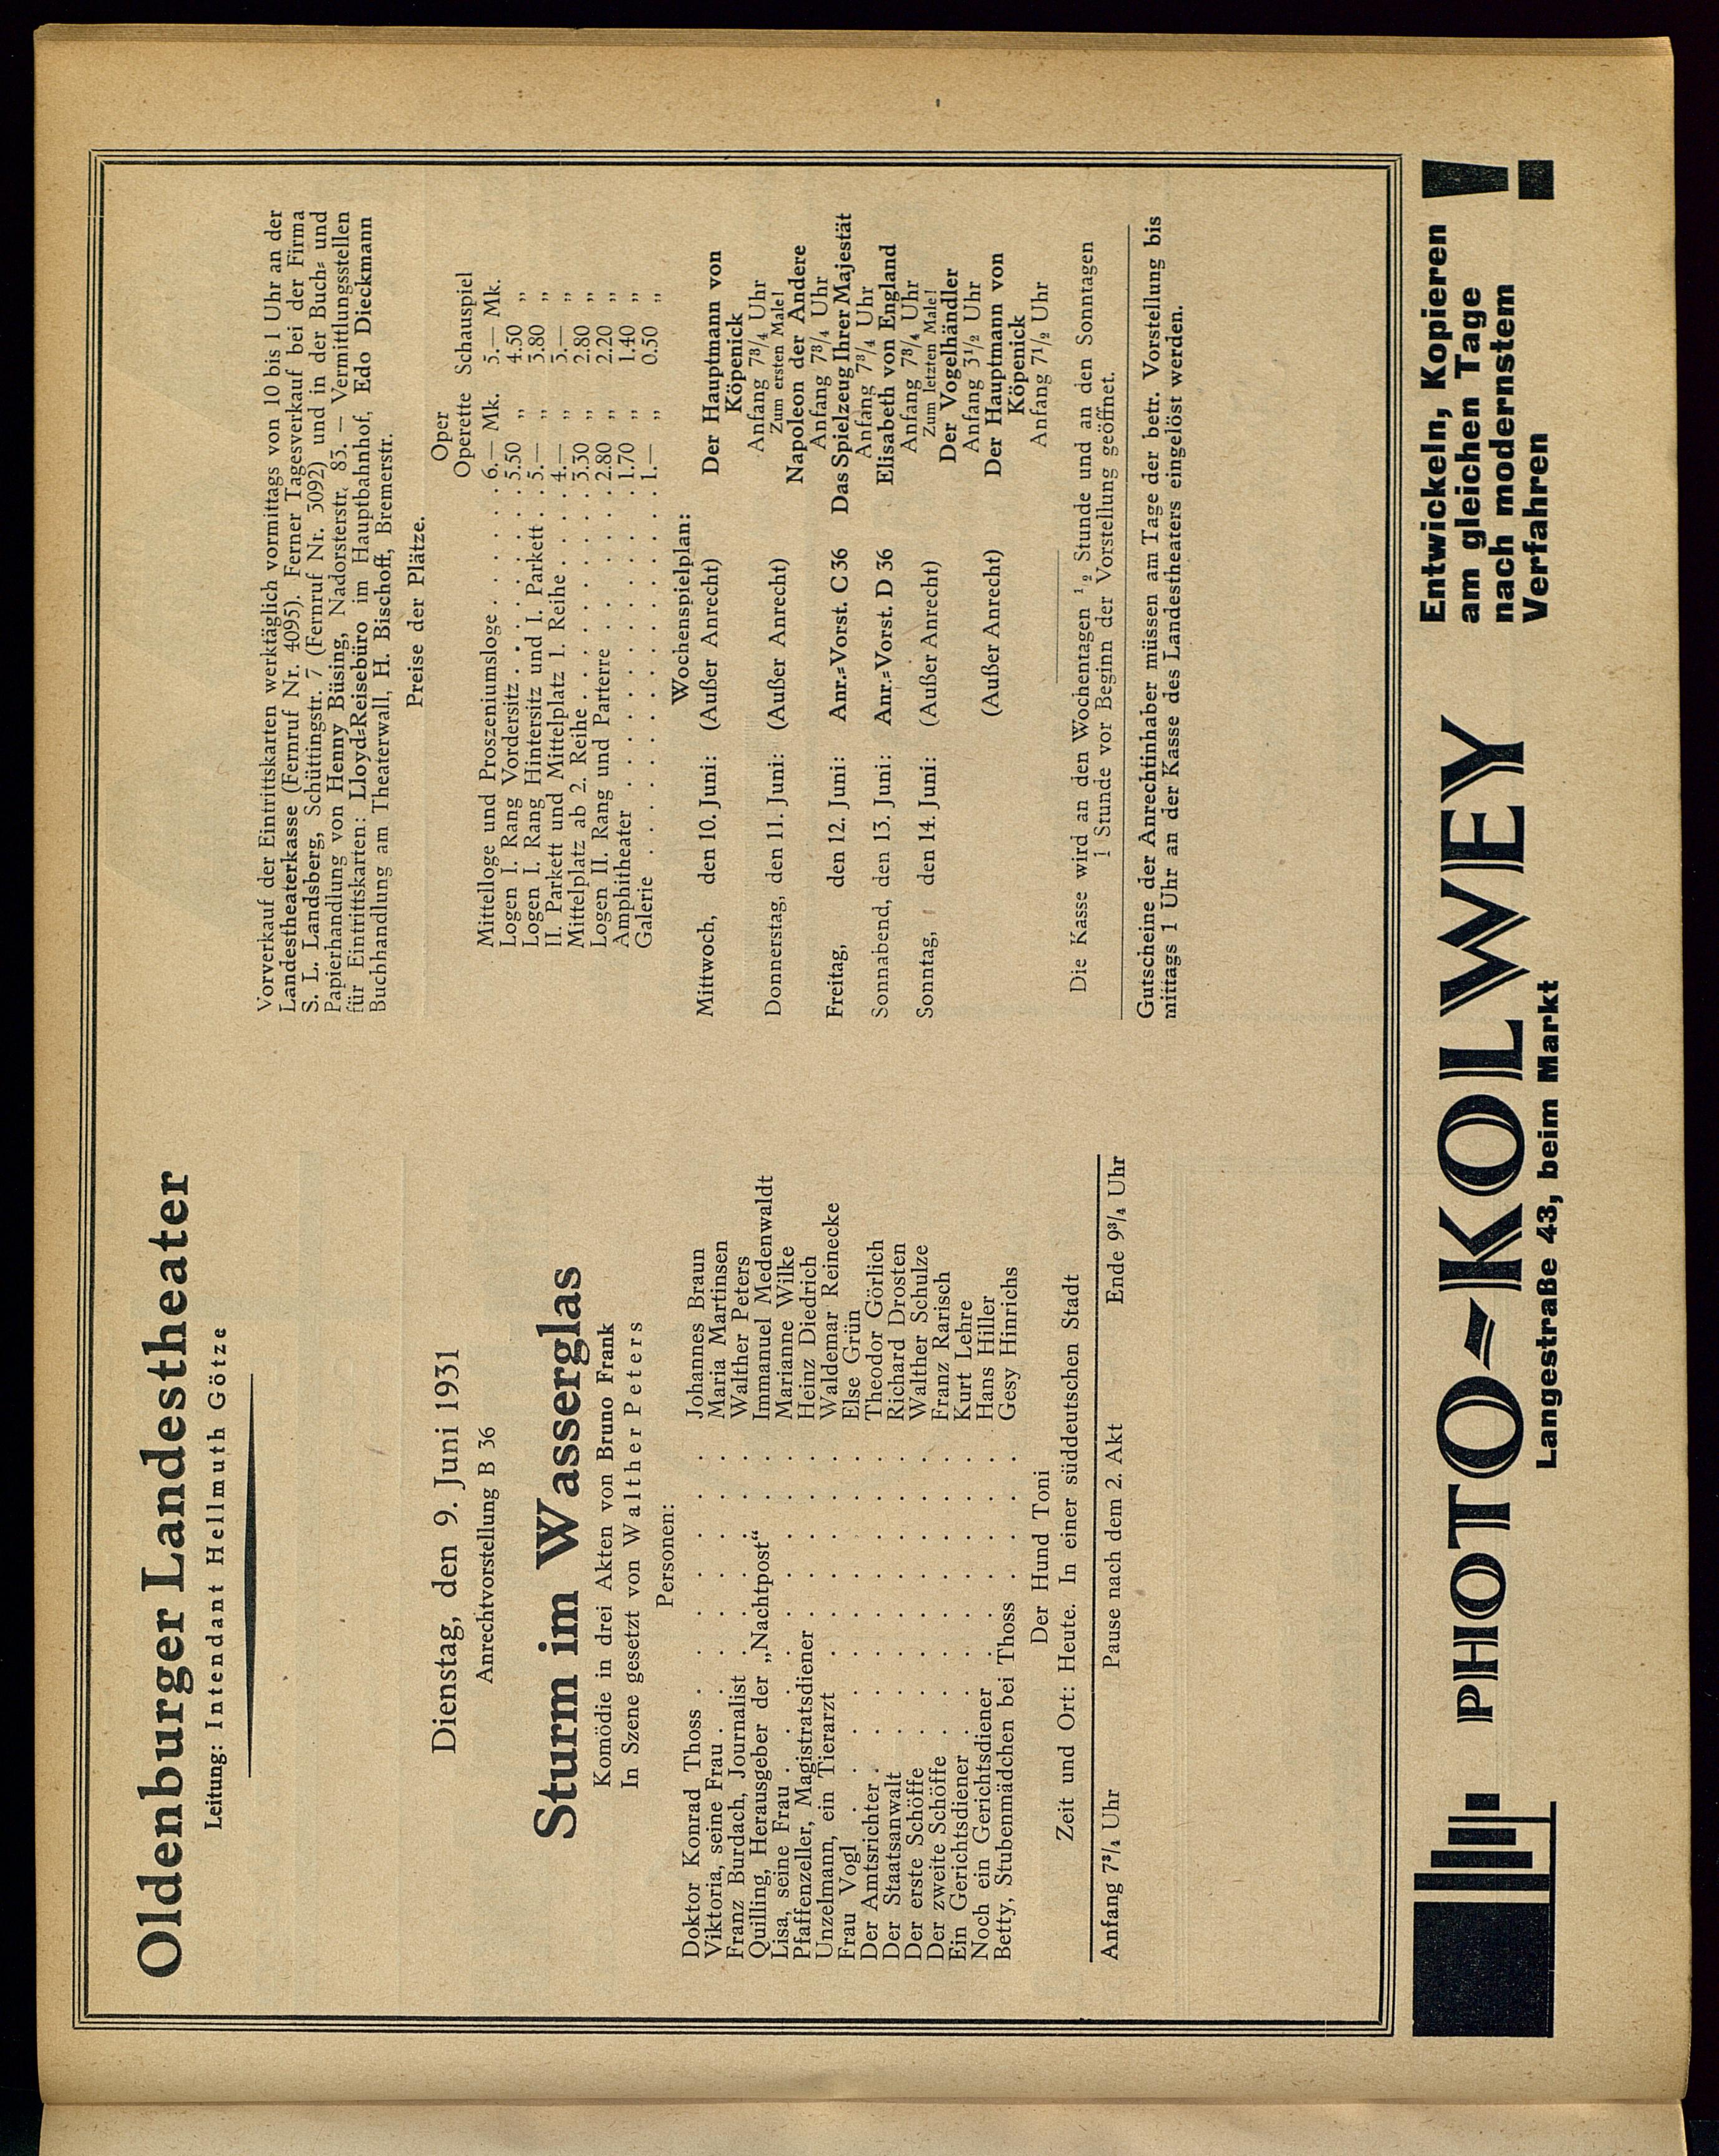 Oldenburger Landestheater
Leitung: Intendant Hellmuth Götze
Dienstag, den 9. Juni 1931
Anrechtvorstellung B 36
Sturm im Wasserglas
Komödie in drei Akten von Bruno Frank
In Szene gesetzt von Walther Peters
Personen:
Doktor Konrad Thoss . . . . . . . Johannes Braun
Viktoria, seine Frau . . . . . . . Maria Martinsen
Franz Burdach, Journalist . . . . . . . Walther Peters
Quilling, Herausgeber der „Nachtpost“ . . . Immanuel Medenwaldt
Lisa, seine Frau . . . . . . . Marianne Wilke
Pfaffenzeller, Magistratsdiener . . . . . . Heinz Diedrich
Unzelmann, ein Tierarzt . . . . . . Waldemar Reinecke
Frau Vogl . . . . . . . . Else Grün
Der Amtsrichter . . . . . . . . Theodor Görlich
Der Staatsanwalt . . . . . . . . Richard Drosten
Der erste Schöffe . . . . . . . . Walther Schulze
Der zweite Schöffe . . . . . . . . Franz Rarisch
Ein Gerichtsdiener . . . . . . . . Kurt Lehre
Noch ein Gerichtsdiener . . . . . . . Hans Hiller
Betty, Stubenmädchen bei Thoss . . . . . Gesy Hinrichs
Der Hund Toni
Zeit und Ort: Heute. In einer süddeutschen Stadt
Anfang 7³/₄ Uhr Pause nach dem 2. Akt Ende 9³/₄ Uhr
Vorverkauf der Eintrittskarten werktäglich vormittags von 10 bis 1 Uhr an der
Landestheaterkasse (Fernruf Nr. 4095). Ferner Tagesverkauf bei der Firma
S. L. Landsberg, Schüttingstr. 7 (Fernruf Nr. 3092) und in der Buch- und
Papierhandlung von Henny Büsing, Nadorsterstr. 83. — Vermittlungsstellen
für Eintrittskarten: Lloyd-Reisebüro im Hauptbahnhof, Edo Dieckmann
Buchhandlung am Theaterwall, H. Bischoff, Bremerstr.
Preise der Plätze.
Oper
Operette Schauspiel
Mittelloge und Proszeniumsloge . . . . . . 6.— Mk. 5.— Mk.
Logen I. Rang Vordersitz . . . . . . . 5.50 „ 4.50 „
Logen I. Rang Hintersitz und I. Parkett . . 5.— „ 3.80 „
II. Parkett und Mittelplatz 1. Reihe . . . . 4.— „ 3.— „
Mittelplatz ab 2. Reihe . . . . . . . 3.30 „ 2.80 „
Logen II. Rang und Parterre . . . . . . 2.80 „ 2.20 „
Amphitheater . . . . . . . . 1.70 „ 1.40 „
Galerie . . . . . . . . . 1.— „ 0.50 „
Wochenspielplan:
Mittwoch, den 10. Juni: (Außer Anrecht) Der Hauptmann von
Köpenick
Anfang 7³/₄ Uhr
Zum ersten Male!
Donnerstag, den 11. Juni: (Außer Anrecht) Napoleon der Andere
Anfang 7³/₄ Uhr
Freitag, den 12. Juni: Anr.-Vorst. C 36 Das Spielzeug Ihrer Majestät
Anfang 7³/₄ Uhr
Sonnabend, den 13. Juni: Anr.-Vorst. D 36 Elisabeth von England
Anfang 7³/₄ Uhr
Zum letzten Male!
Sonntag, den 14. Juni: (Außer Anrecht) Der Vogelhändler
Anfang 3¹/₂ Uhr
(Außer Anrecht) Der Hauptmann von
Köpenick
Anfang 7¹/₂ Uhr
Die Kasse wird an den Wochentagen ¹/₂ Stunde und an den Sonntagen
1 Stunde vor Beginn der Vorstellung geöffnet.
Gutscheine der Anrechtinhaber müssen am Tage der betr. Vorstellung bis
mittags 1 Uhr an der Kasse des Landestheaters eingelöst werden.
PHOTO-KOLWEY
Langestraße 43, beim Markt
Entwickeln, Kopieren
am gleichen Tage
nach modernstem
Verfahren
!